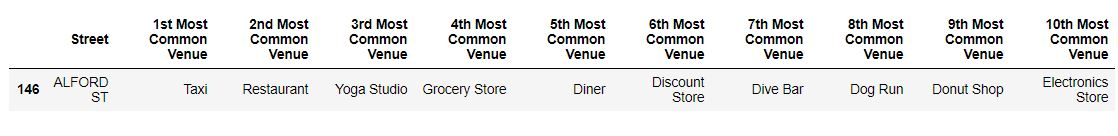 Street 1st Most Common Venue 2nd Most Common Venue 3rd Most Common Venue 4th Most Common Venue 5th Most Common Venue 6th Most Common Venue 7th Most Common Venue 8th Most Common Venue 9th Most Common Venue 10th Most Common Venue
146 ALFORD ST Taxi Restaurant Yoga Studio Grocery Store Diner Discount Store Dive Bar Dog Run Donut Shop Electronics Store